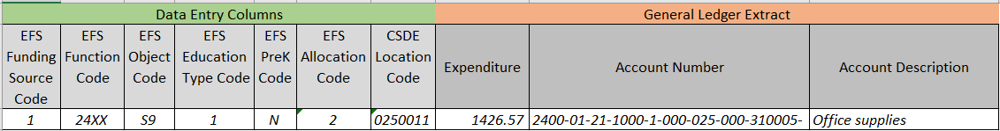 Data Entry Columns General Ledger Extract
EFS Funding Source Code
EFS Function Code
EFS Object Code
EFS Education Type Code
EFS PreK Code
EFS Allocation Code
CSDE Location Code
Expenditure
Account Number
Account Description
1 24XX S9 1 N 2 0250011 1426.57 2400-01-21-1000-1-000-025-000-310005- Office supplies